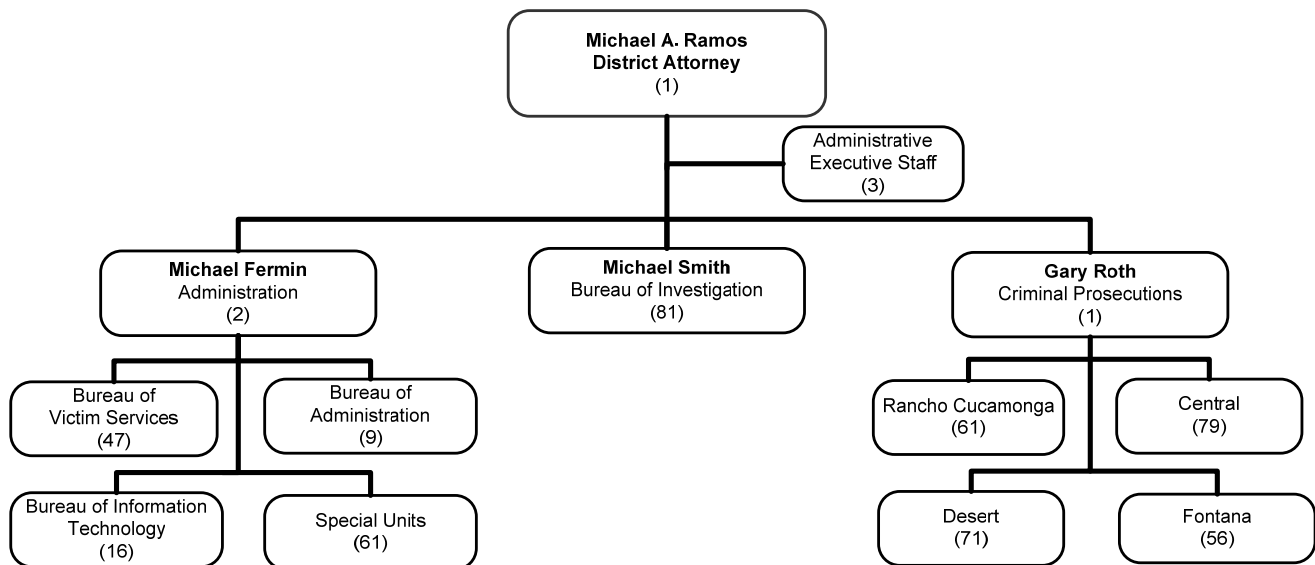 Michael A. Ramos
District Attorney
(1)
Administrative
Executive Staff
(3)
Michael Fermin
Administration
(2)
Michael Smith
Bureau of Investigation
(81)
Gary Roth
Criminal Prosecutions
(1)
Bureau of
Victim Services
(47)
Bureau of
Administration
(9)
Rancho Cucamonga
(61)
Central
(79)
Bureau of Information
Technology
(16)
Special Units
(61)
Desert
(71)
Fontana
(56)